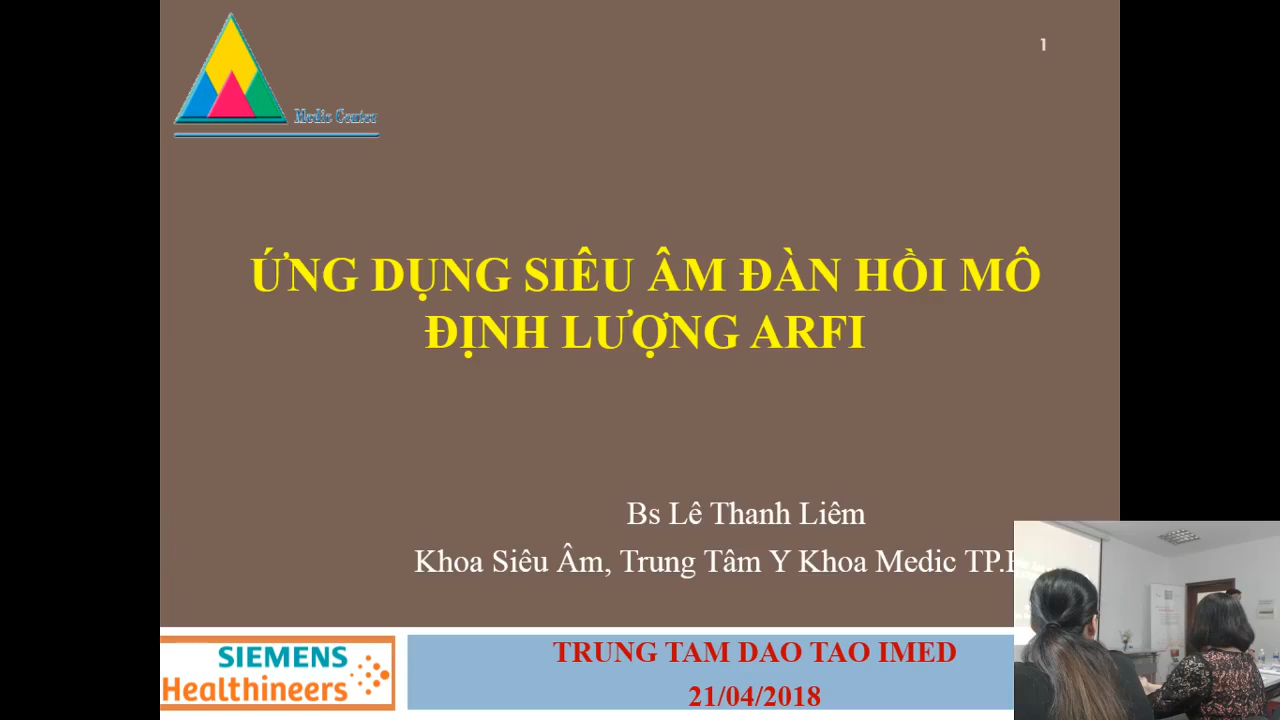 1
Medic Center
ỨNG DỤNG SIÊU ÂM ĐÀN HỒI MÔ
ĐỊNH LƯỢNG ARFI
Bs Lê Thanh Liêm
Khoa Siêu Âm, Trung Tâm Y Khoa Medic
SIEMENS
Healthineers
TRUNG TAM DAO TAO IMED
21/04/2018